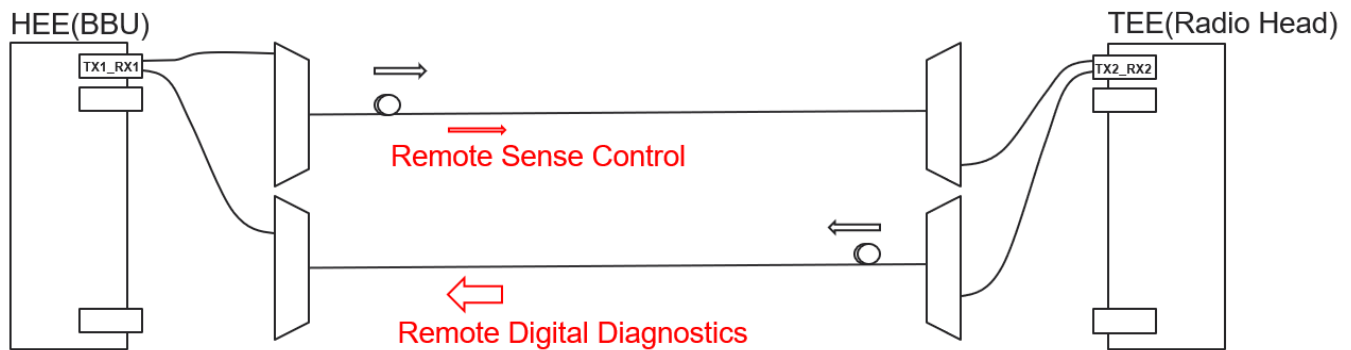 HEE(BBU)
TEE(Radio Head)
TX1_RX1
TX2_RX2
Remote Sense Control
Remote Digital Diagnostics